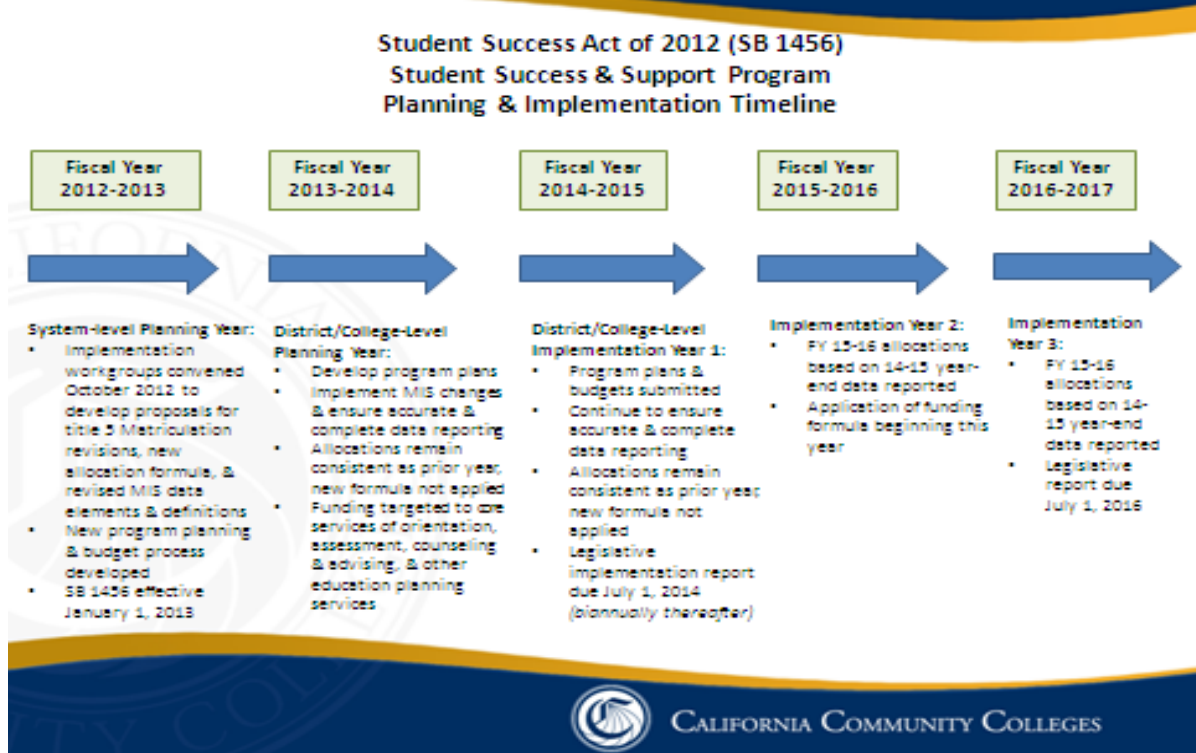 Student Success Act of 2012 (SB 1456)
Student Success & Support Program
Planning & Implementation Timeline
Fiscal Year
2012-2013
Fiscal Year
2013-2014
Fiscal Year
2014-2015
Fiscal Year
2015-2016
Fiscal Year
2016-2017
System-level Planning Year:
• Implementation
workgroups convened
October 2012 to
develop proposals for
title 5 Matriculation
revisions, new
allocation formula, &
revised MIS data
elements & definitions
• New program planning
& budget process
developed
• SB 1456 effective
January 1, 2013
District/College-Level
Planning Year:
• Develop program plans
• Implement MIS changes
& ensure accurate &
complete data reporting
• Allocations remain
consistent as prior year,
new formula not applied
• Funding targeted to core
services of orientation,
assessment, counseling
& advising, & other
education planning
services
District/College-Level
Implementation Year 1:
• Program plans &
budgets submitted
• Continue to ensure
accurate & complete
data reporting
• Allocations remain
consistent as prior year,
new formula not
applied
• Legislative
implementation report
due July 1, 2014
(biannually thereafter)
Implementation Year 2:
• FY 15-16 allocations
based on 14-15 year-
end data reported
• Application of funding
formula beginning this
year
Implementation
Year 3:
• FY 15-16
allocations
based on 14-
15 year-end
data reported
• Legislative
report due
July 1, 2016
CALIFORNIA COMMUNITY COLLEGES